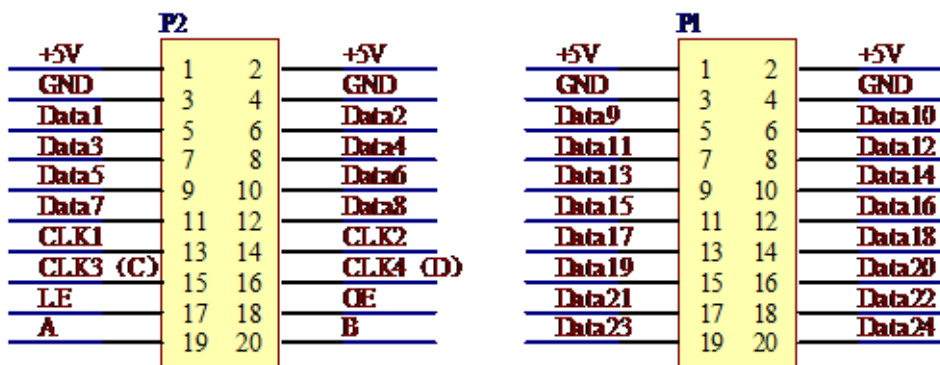 P2 P1
+5V 1 2 +5V +5V 1 2 +5V
GND 3 4 GND GND 3 4 GND
Data1 5 6 Data2 Data9 5 6 Data10
Data3 7 8 Data4 Data11 7 8 Data12
Data5 9 10 Data6 Data13 9 10 Data14
Data7 11 12 Data8 Data15 11 12 Data16
CLK1 13 14 CLK2 Data17 13 14 Data18
CLK3 (C) 15 16 CLK4 (D) Data19 15 16 Data20
LE 17 18 OE Data21 17 18 Data22
A 19 20 B Data23 19 20 Data24